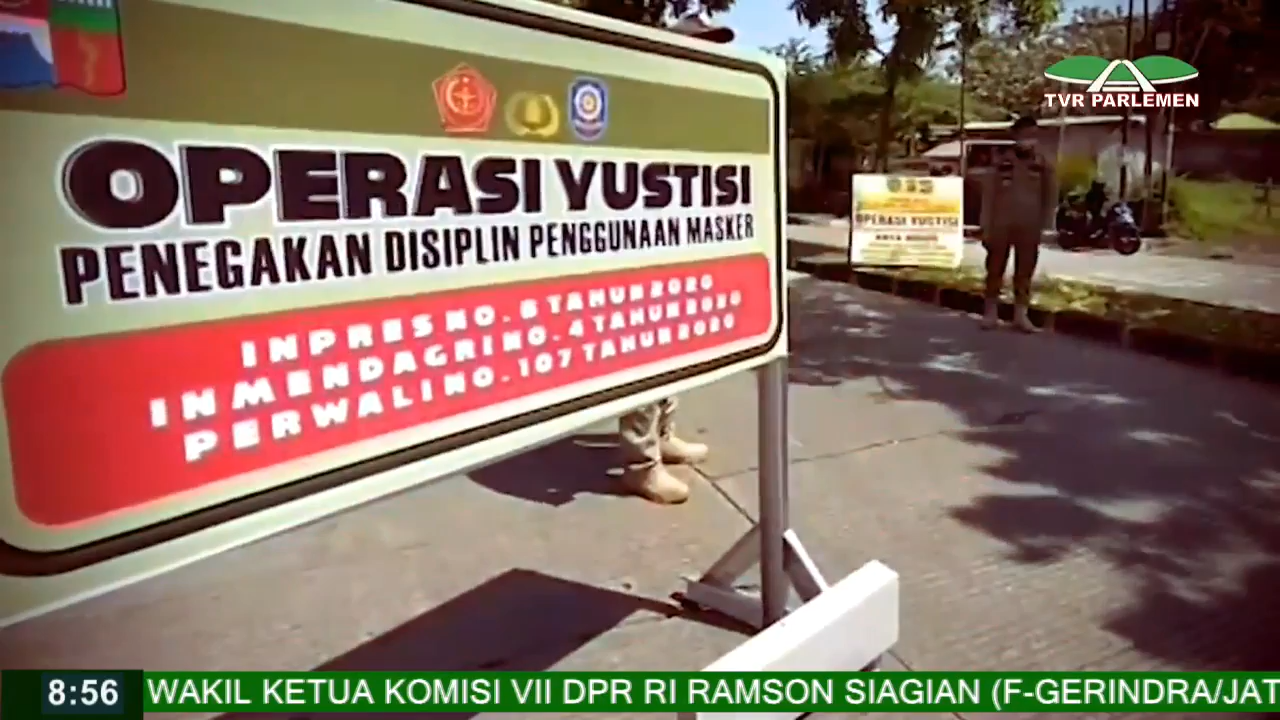 TVR PARLEMEN
OPERASI YUSTISI
PENEGAKAN DISIPLIN PENGGUNAAN MASKER
INPRES NO. 6 TAHUN 2020
INMENDAGRI NO. 4 TAHUN 2020
PERWALI NO. 107 TAHUN 2020
OPERASI YUSTISI
8:56 WAKIL KETUA KOMISI VII DPR RI RAMSON SIAGIAN (F-GERINDRA/JAT